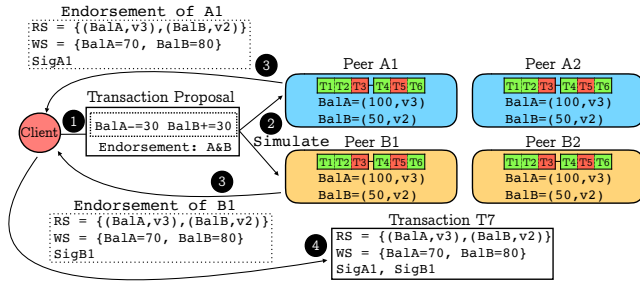 Endorsement of A1
RS = {(BalA,v3),(BalB,v2)}
WS = {BalA=70, BalB=80}
SigA1
3
Peer A1
T1 T2 T3 T4 T5 T6
BalA=(100,v3)
BalB=(50,v2)
Peer A2
T1 T2 T3 T4 T5 T6
BalA=(100,v3)
BalB=(50,v2)
Client
1
Transaction Proposal
BalA-=30 BalB+=30
Endorsement: A&B
2
Simulate
Peer B1
T1 T2 T3 T4 T5 T6
BalA=(100,v3)
BalB=(50,v2)
Peer B2
T1 T2 T3 T4 T5 T6
BalA=(100,v3)
BalB=(50,v2)
3
Endorsement of B1
RS = {(BalA,v3),(BalB,v2)}
WS = {BalA=70, BalB=80}
SigB1
4
Transaction T7
RS = {(BalA,v3),(BalB,v2)}
WS = {BalA=70, BalB=80}
SigA1, SigB1